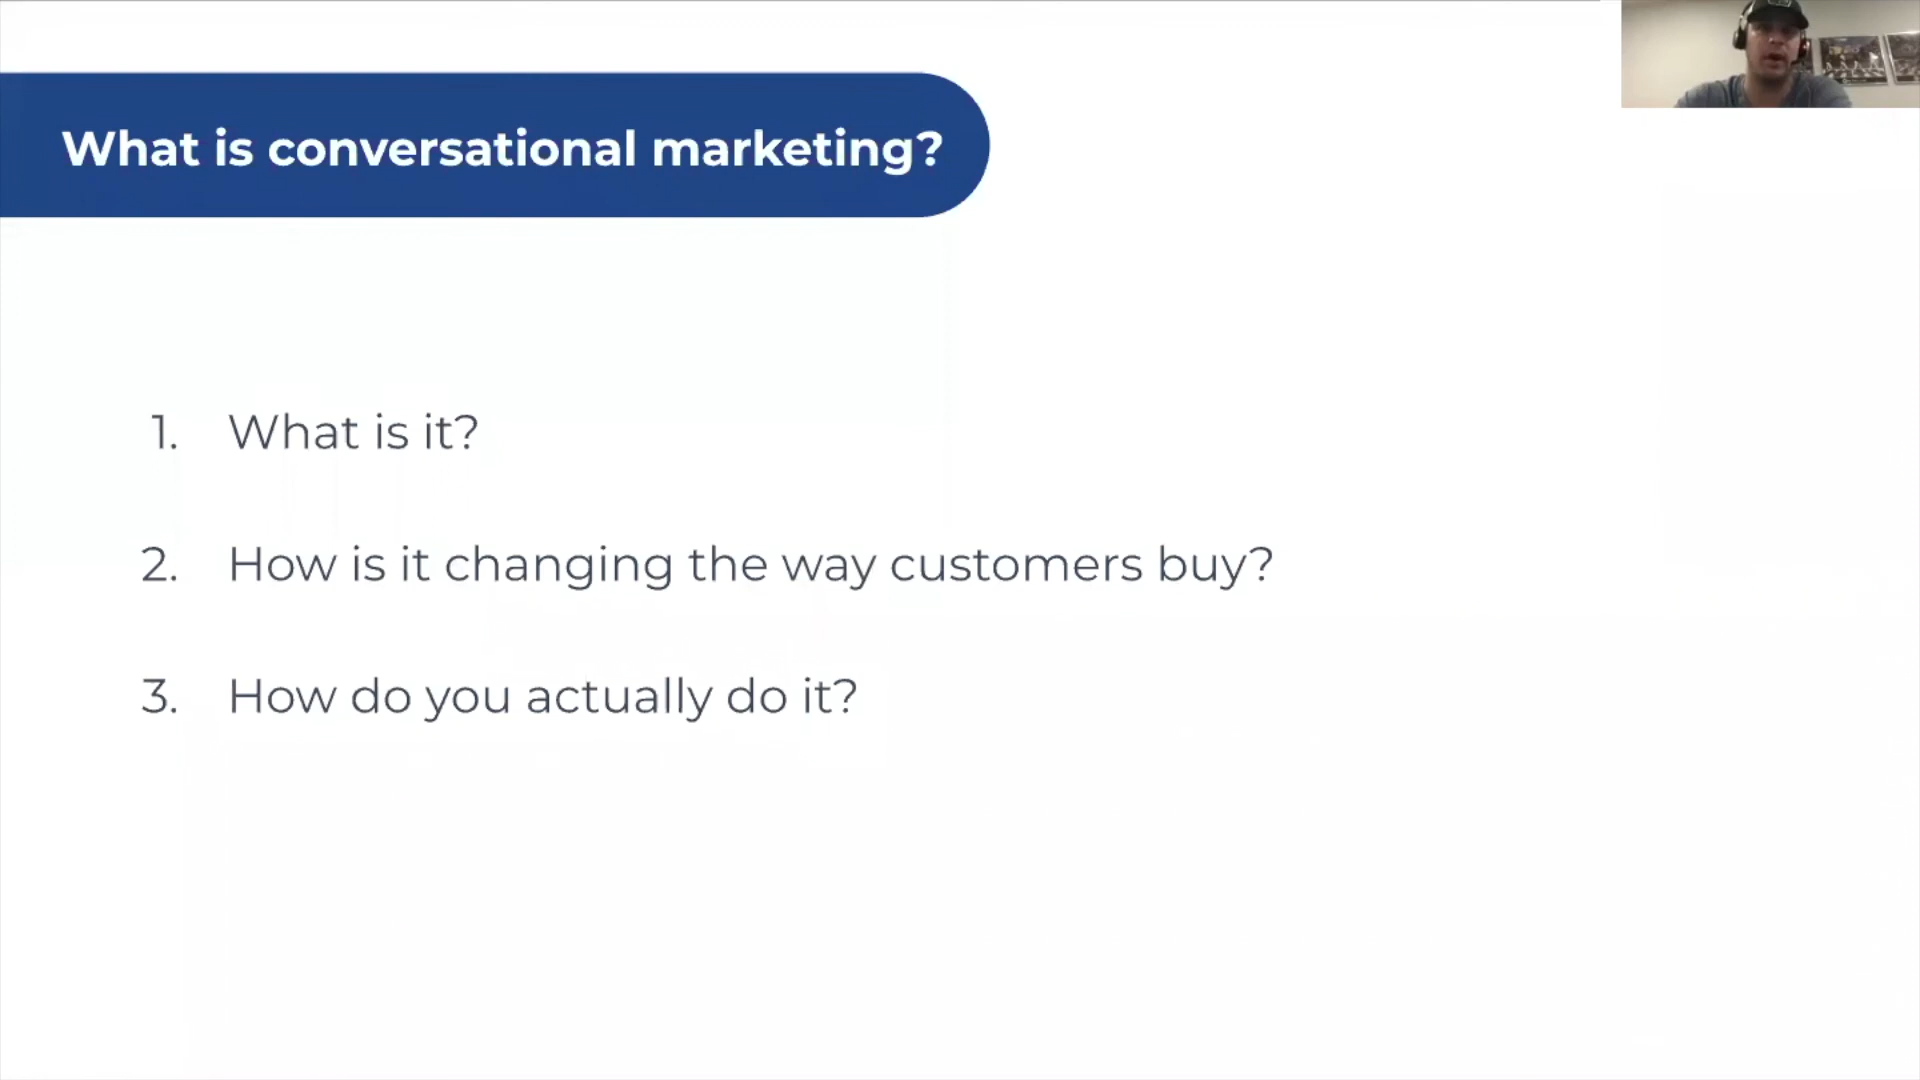 What is conversational marketing?
1. What is it?
2. How is it changing the way customers buy?
3. How do you actually do it?